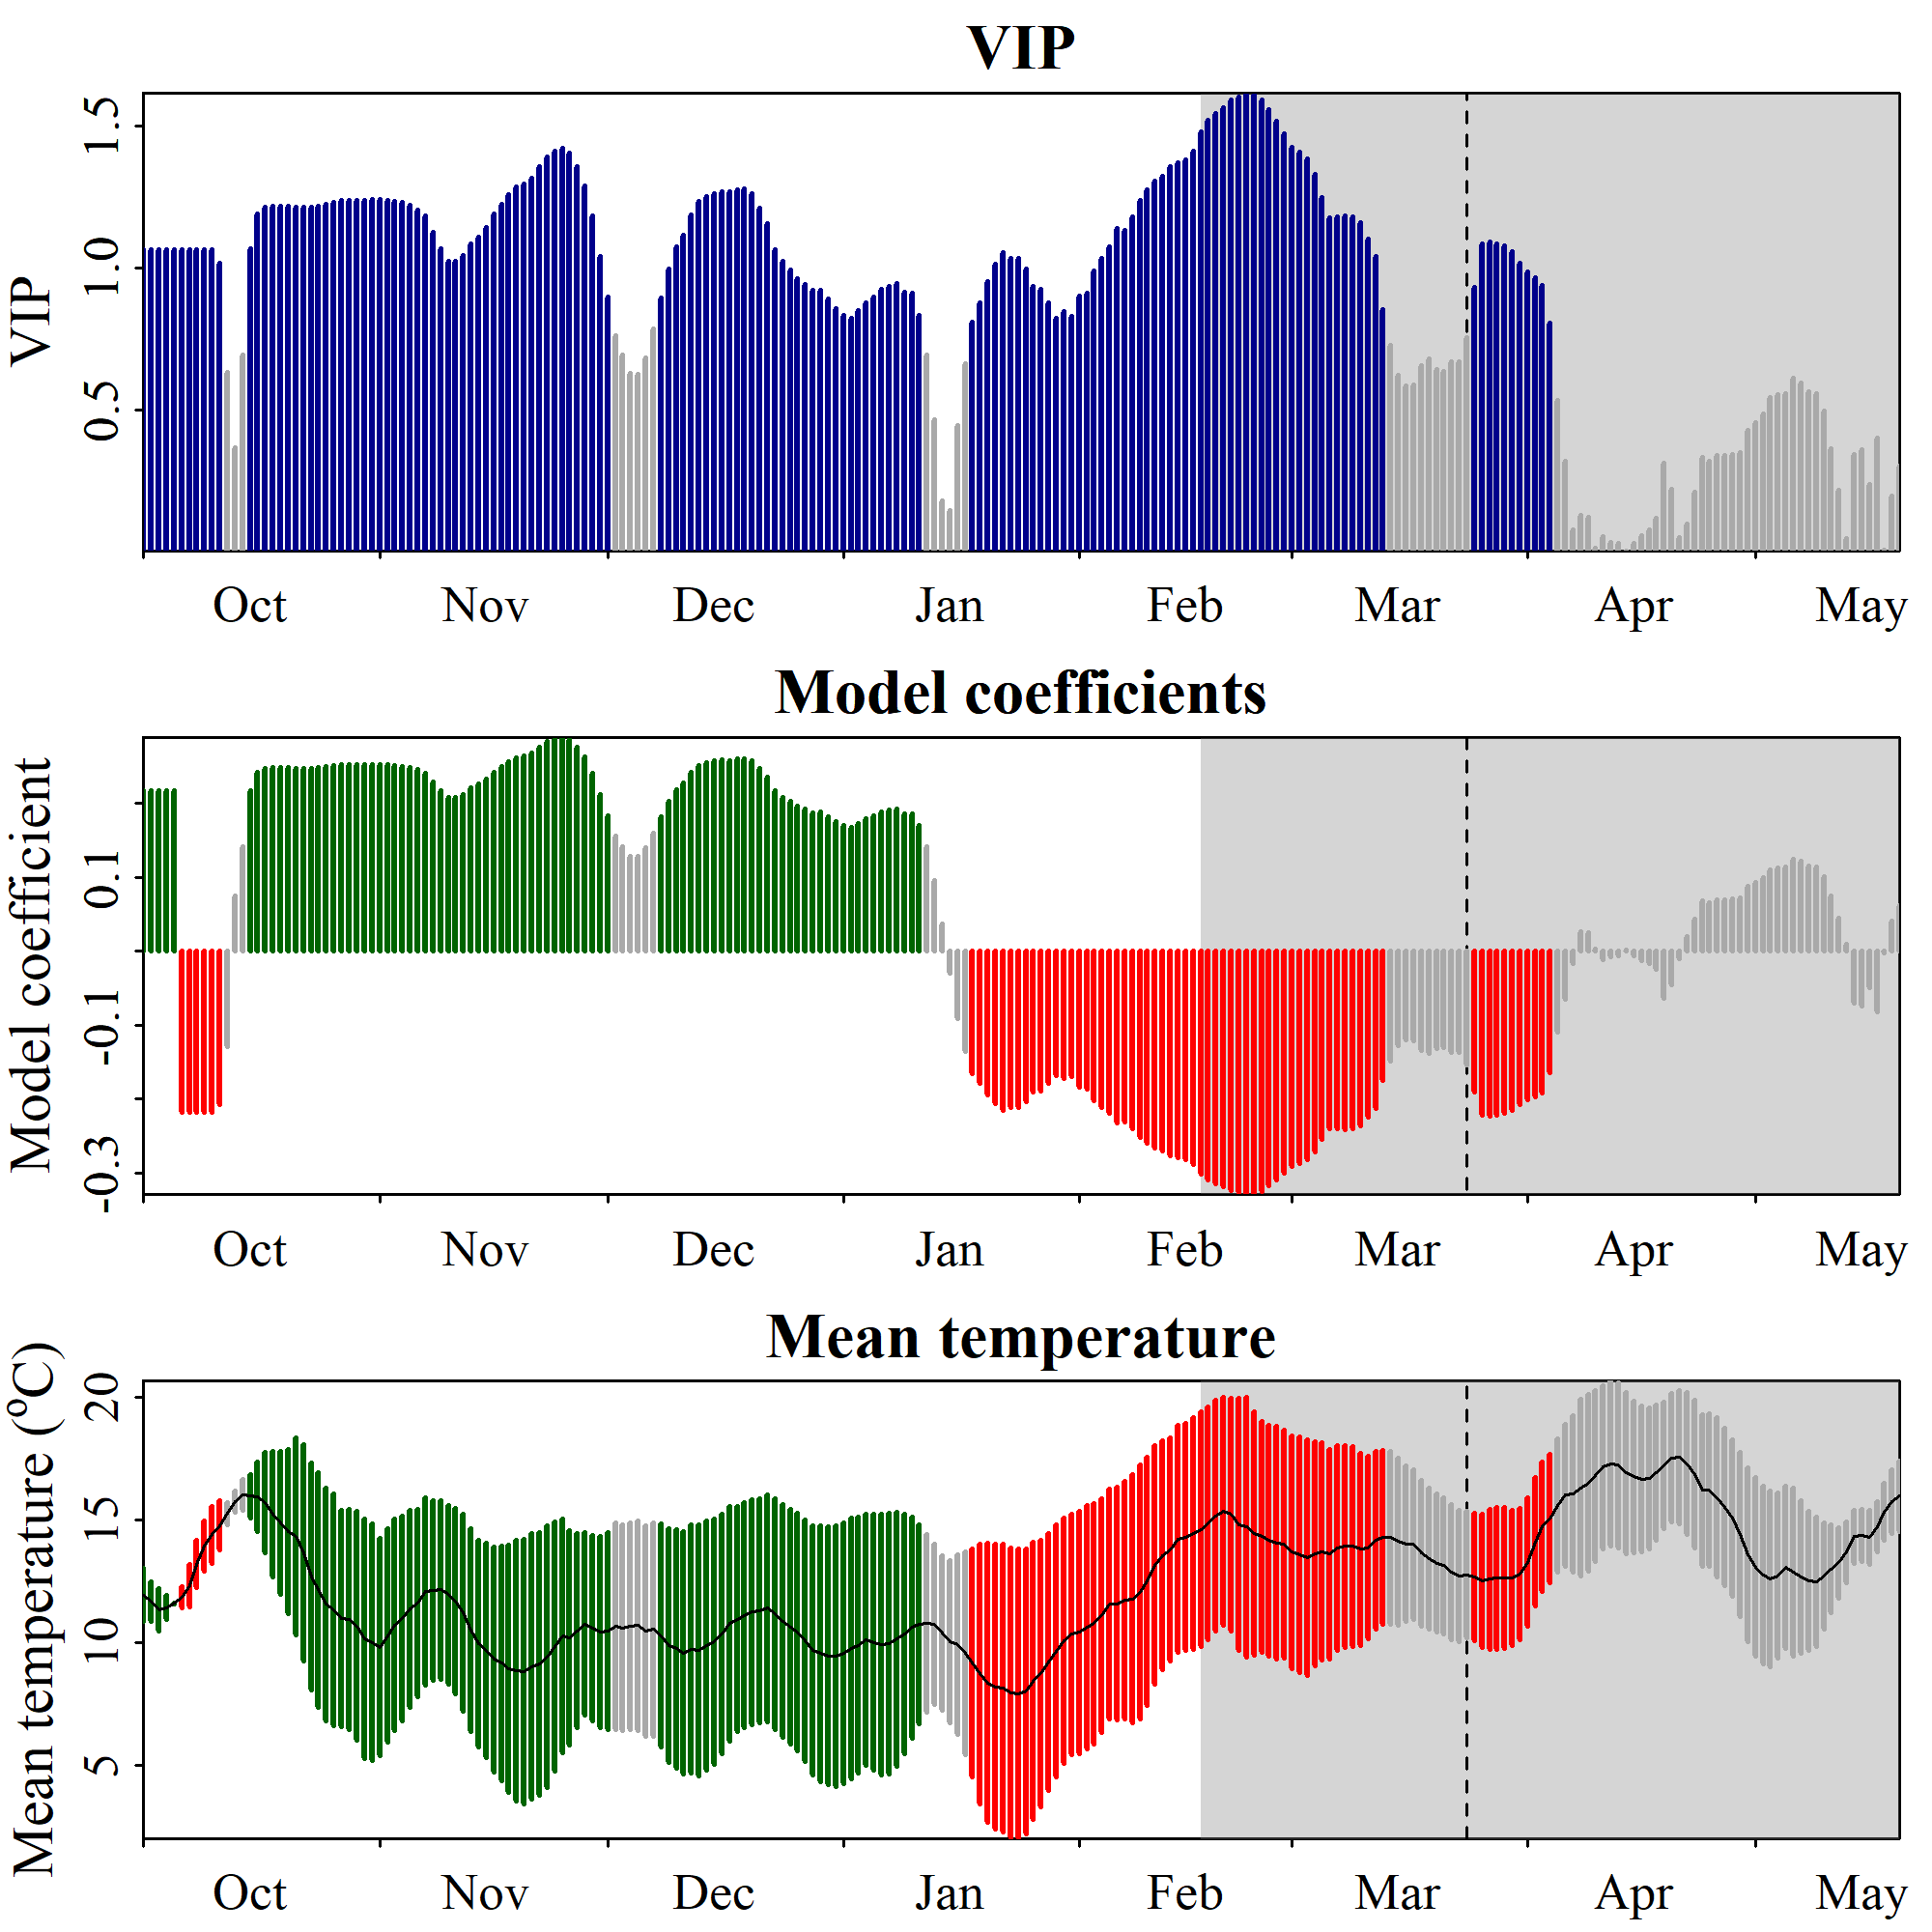 VIP
VIP
1.5
1.0
0.5
Oct Nov Dec Jan Feb Mar Apr May
Model coefficients
Model coefficient
0.1
-0.1
-0.3
Oct Nov Dec Jan Feb Mar Apr May
Mean temperature
Mean temperature (ºC)
20
15
10
5
Oct Nov Dec Jan Feb Mar Apr May